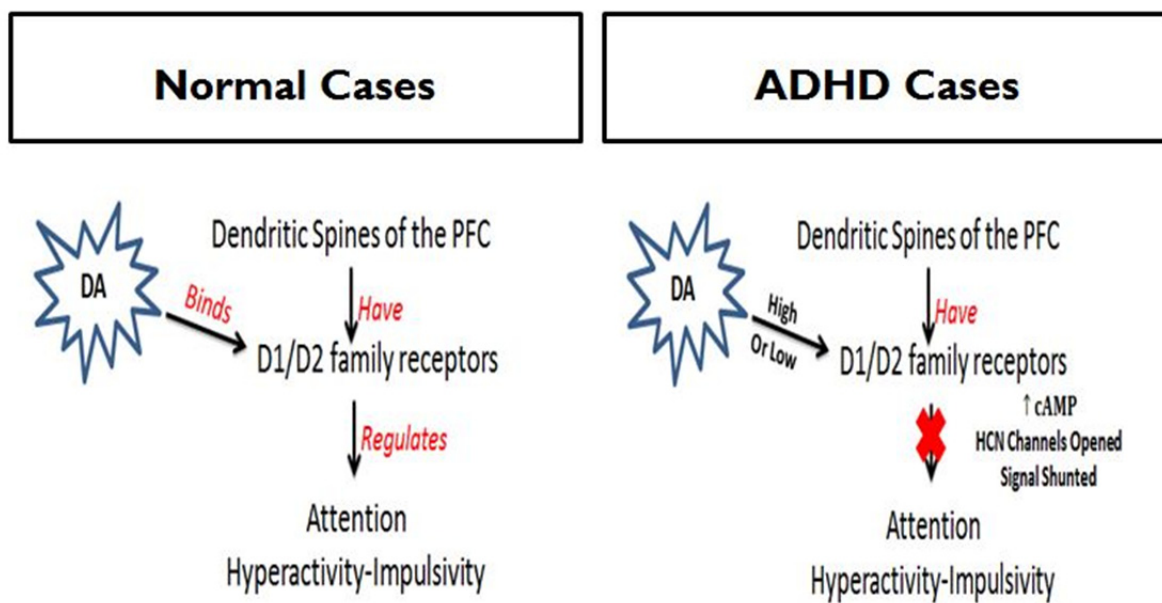 Normal Cases
DA
Binds
Dendritic Spines of the PFC
Have
D1/D2 family receptors
Regulates
Attention
Hyperactivity-Impulsivity
ADHD Cases
DA
High
Or Low
Dendritic Spines of the PFC
Have
D1/D2 family receptors
↑ cAMP
HCN Channels Opened
Signal Shunted
Attention
Hyperactivity-Impulsivity